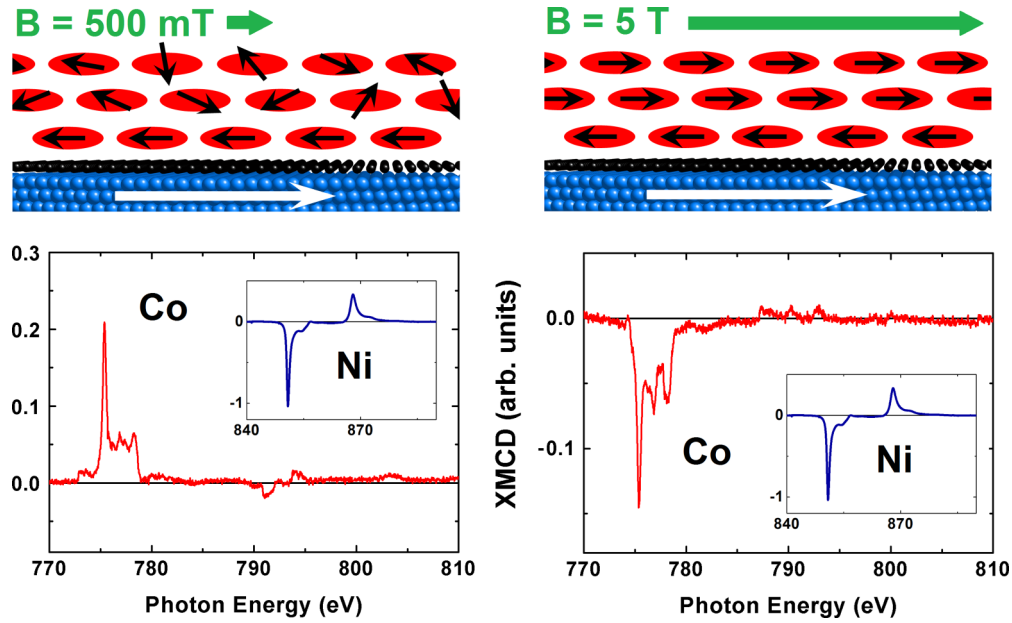 B = 500 mT
B = 5 T
0.3
0.2
0.1
0.0
Co
0
-1
Ni
840
870
770
780
790
800
810
Photon Energy (eV)
XMCD (arb. units)
0.0
-0.1
Co
0
-1
Ni
840
870
770
780
790
800
810
Photon Energy (eV)